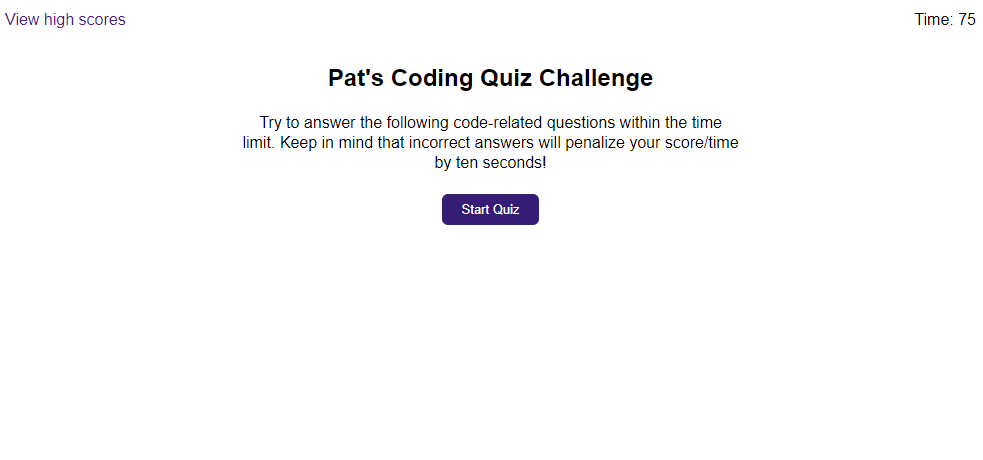 View high scores
Time: 75
Pat's Coding Quiz Challenge
Try to answer the following code-related questions within the time
limit. Keep in mind that incorrect answers will penalize your score/time
by ten seconds!
Start Quiz